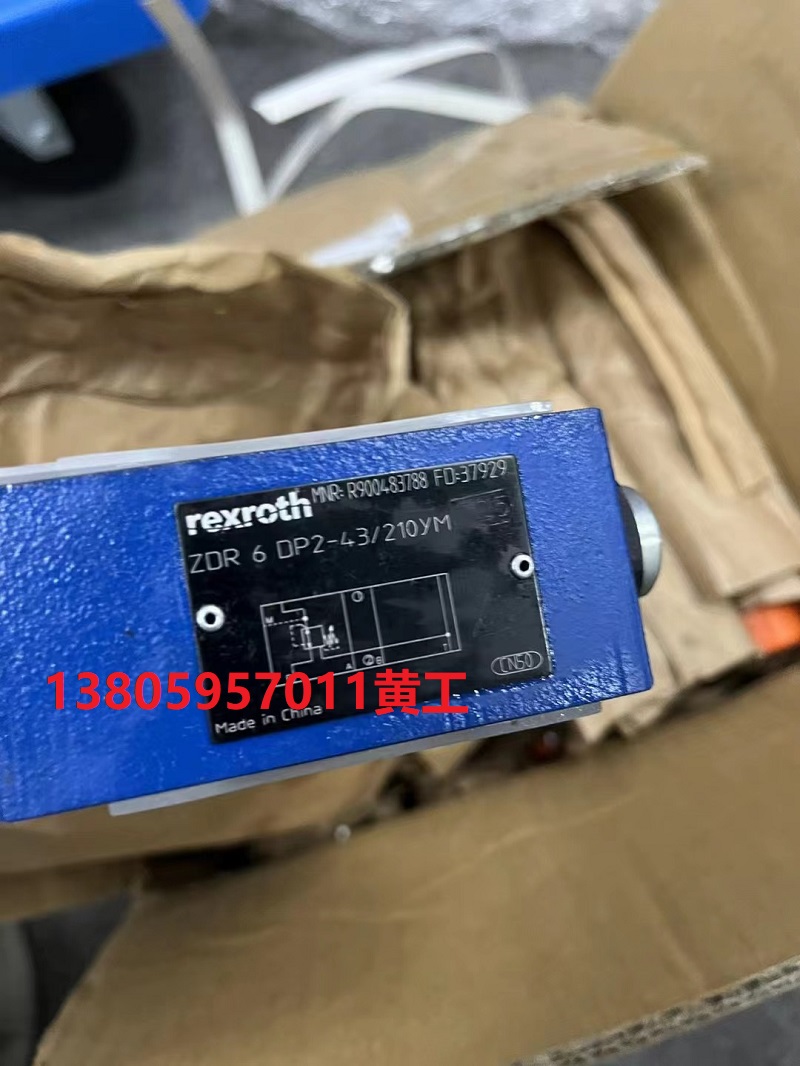 rexroth MNR: R900483788 FD:37929
ZDR 6 DP2-43/210YM
M
A ② B T
CN50
13805957011黄工
Made in China